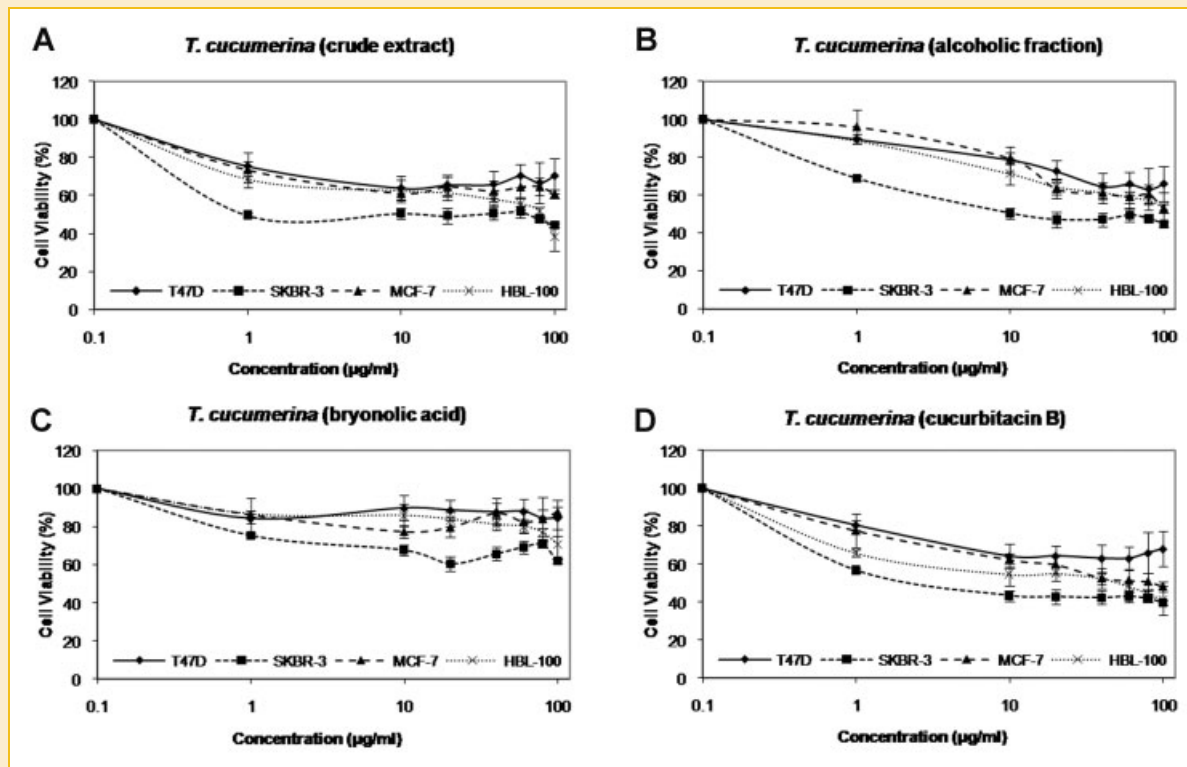 A
T. cucumerina (crude extract)
Cell Viability (%)
120
100
80
60
40
20
0
T47D SKBR-3 MCF-7 HBL-100
0.1 1 10 100
Concentration (µg/ml)
B
T. cucumerina (alcoholic fraction)
Cell Viability (%)
120
100
80
60
40
20
0
T47D SKBR-3 MCF-7 HBL-100
0.1 1 10 100
Concentration (µg/ml)
C
T. cucumerina (bryonolic acid)
Cell Viability (%)
120
100
80
60
40
20
0
T47D SKBR-3 MCF-7 HBL-100
0.1 1 10 100
Concentration (µg/ml)
D
T. cucumerina (cucurbitacin B)
Cell Viability (%)
120
100
80
60
40
20
0
T47D SKBR-3 MCF-7 HBL-100
0.1 1 10 100
Concentration (µg/ml)